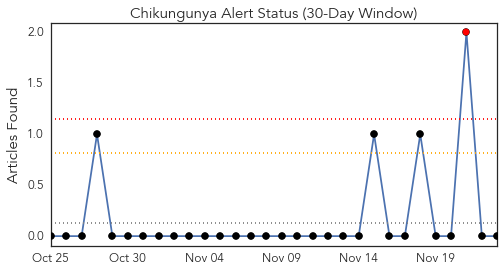 Chikungunya Alert Status (30-Day Window)
2.0
1.5
1.0
0.5
0.0
Articles Found
Oct 25 Oct 30 Nov 04 Nov 09 Nov 14 Nov 19